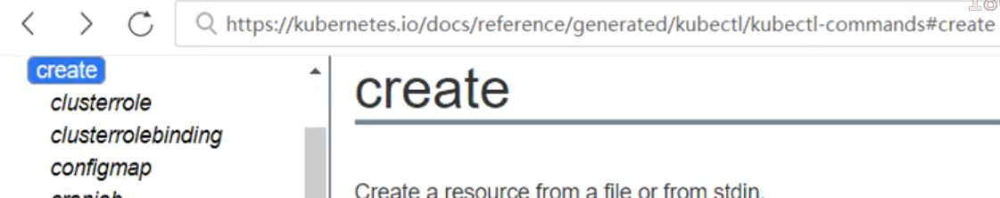 https://kubernetes.io/docs/reference/generated/kubectl/kubectl-commands#create
create
clusterrole
clusterrolebinding
configmap
cronjob
create
Create a resource from a file or from stdin.